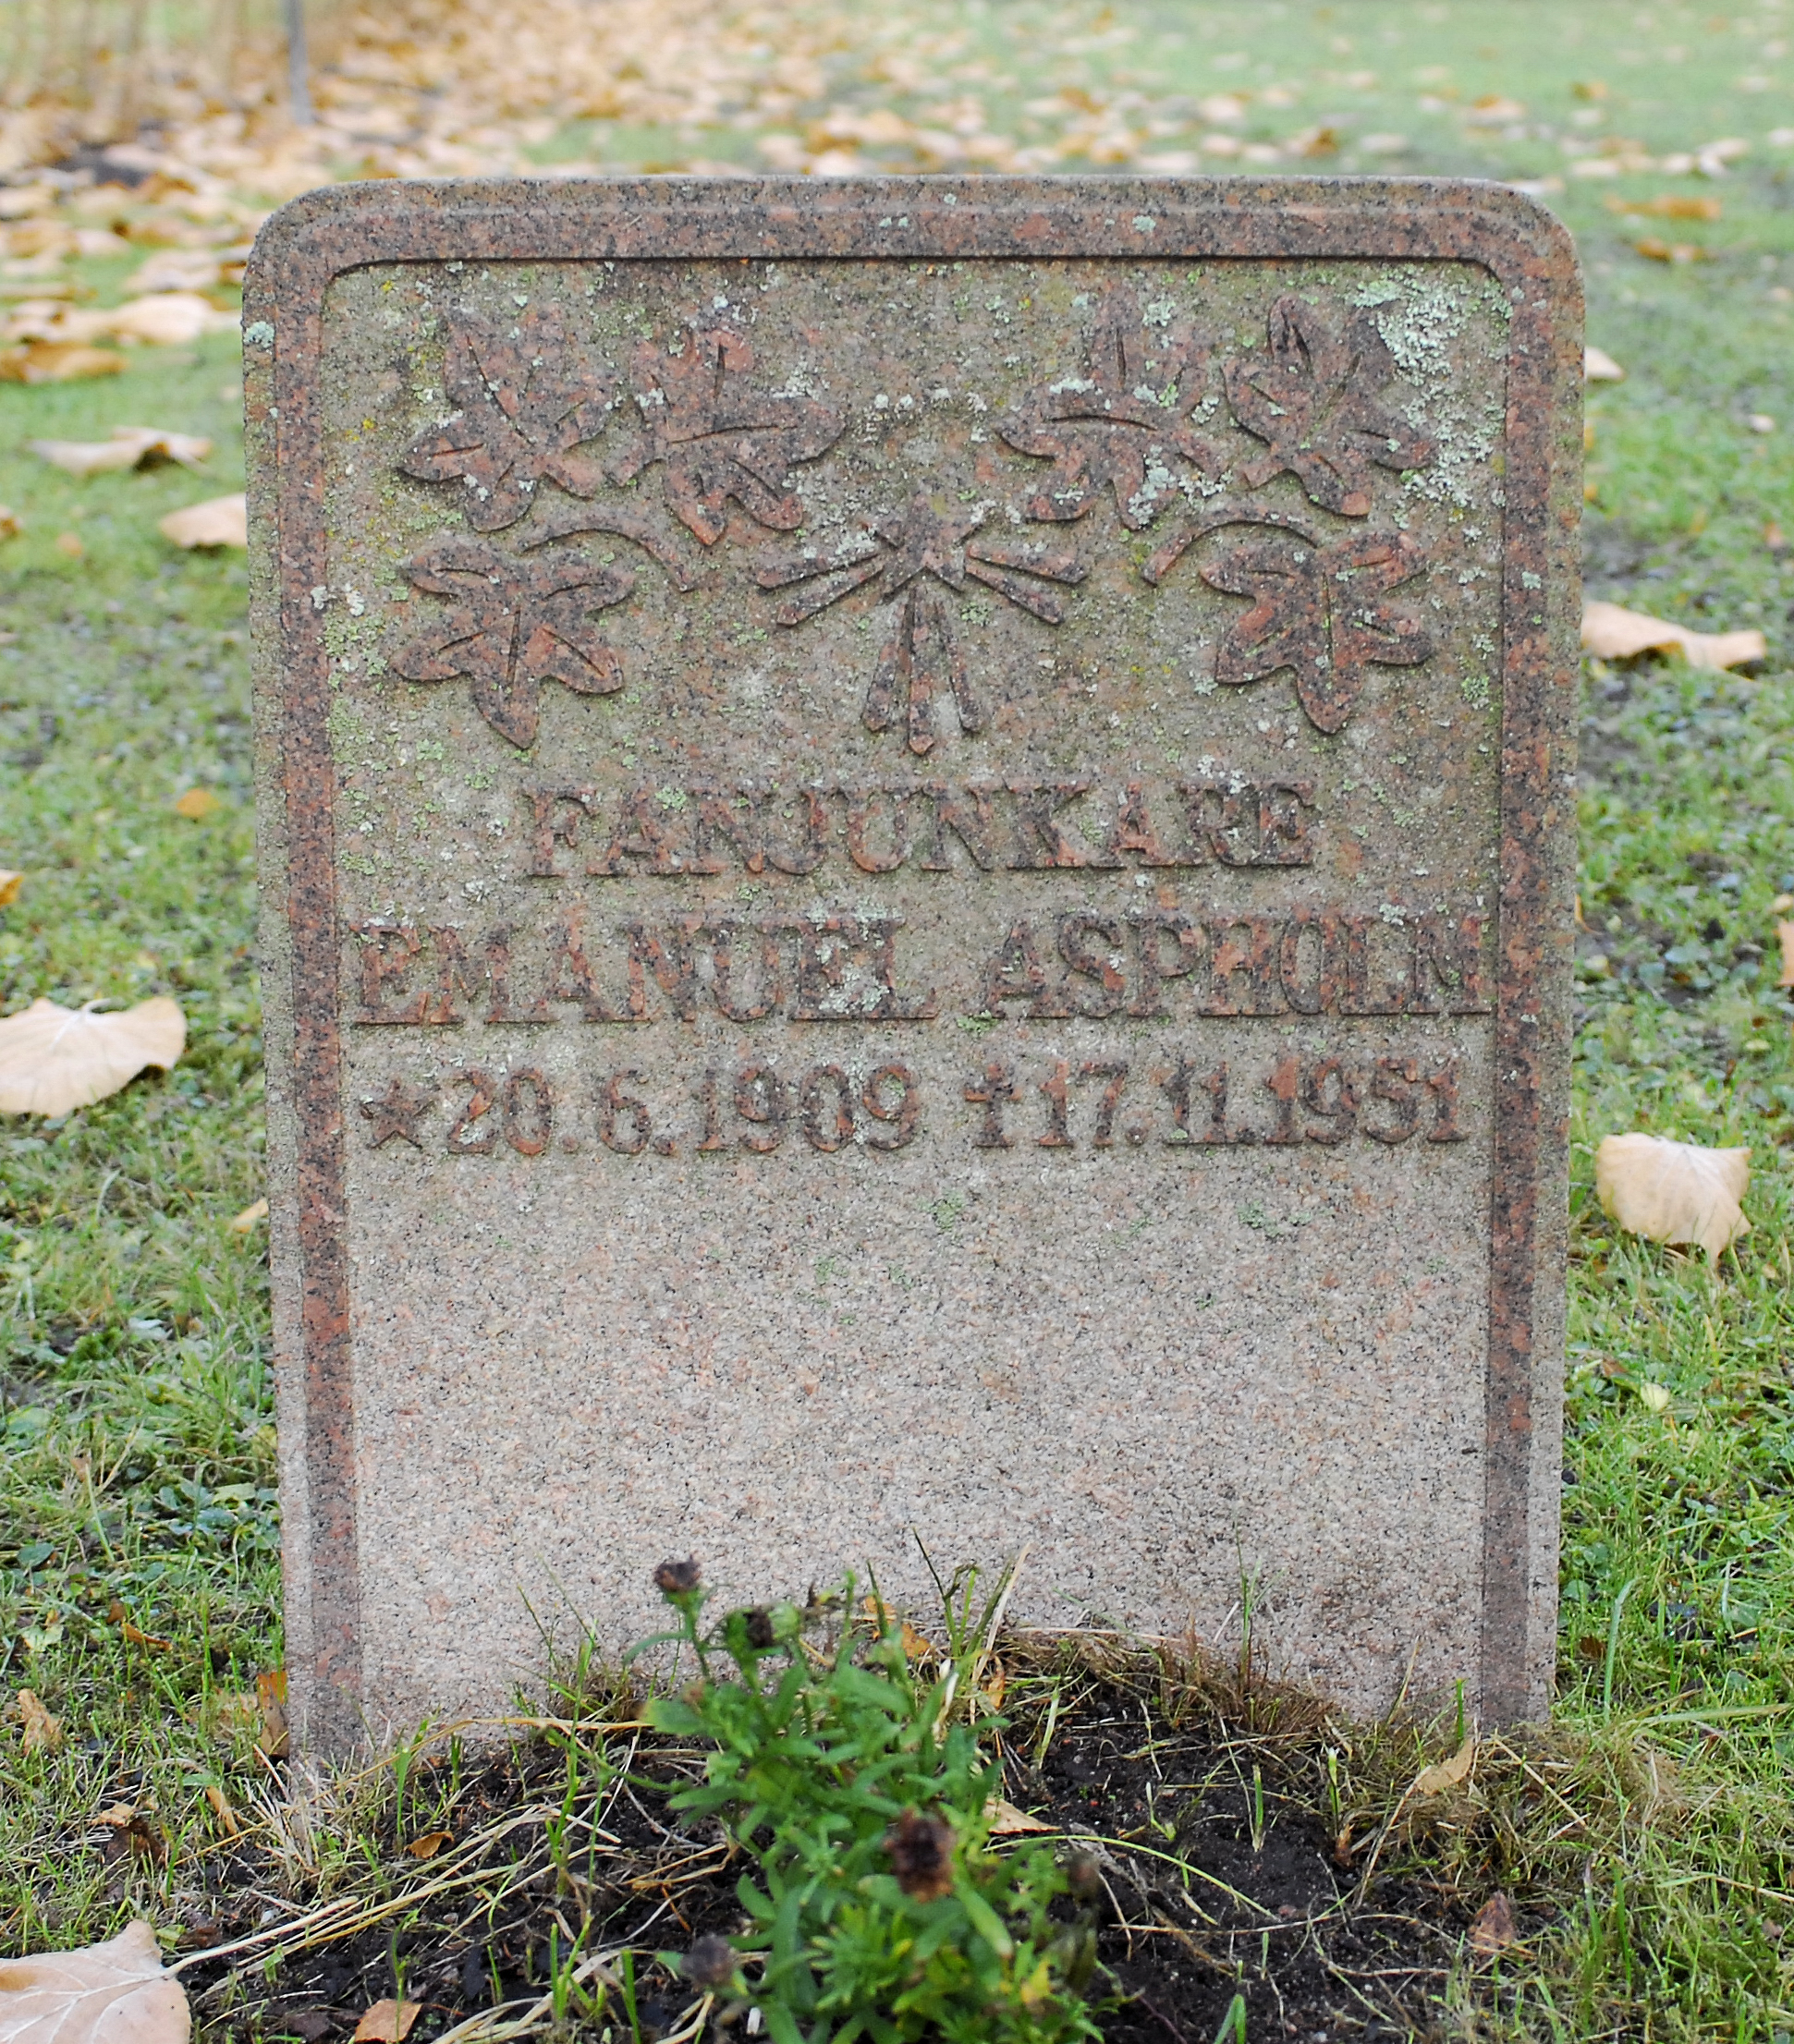 FANJUNKARE
EMANUEL ASPHOLM
★20.6.1909 †17.11.1951